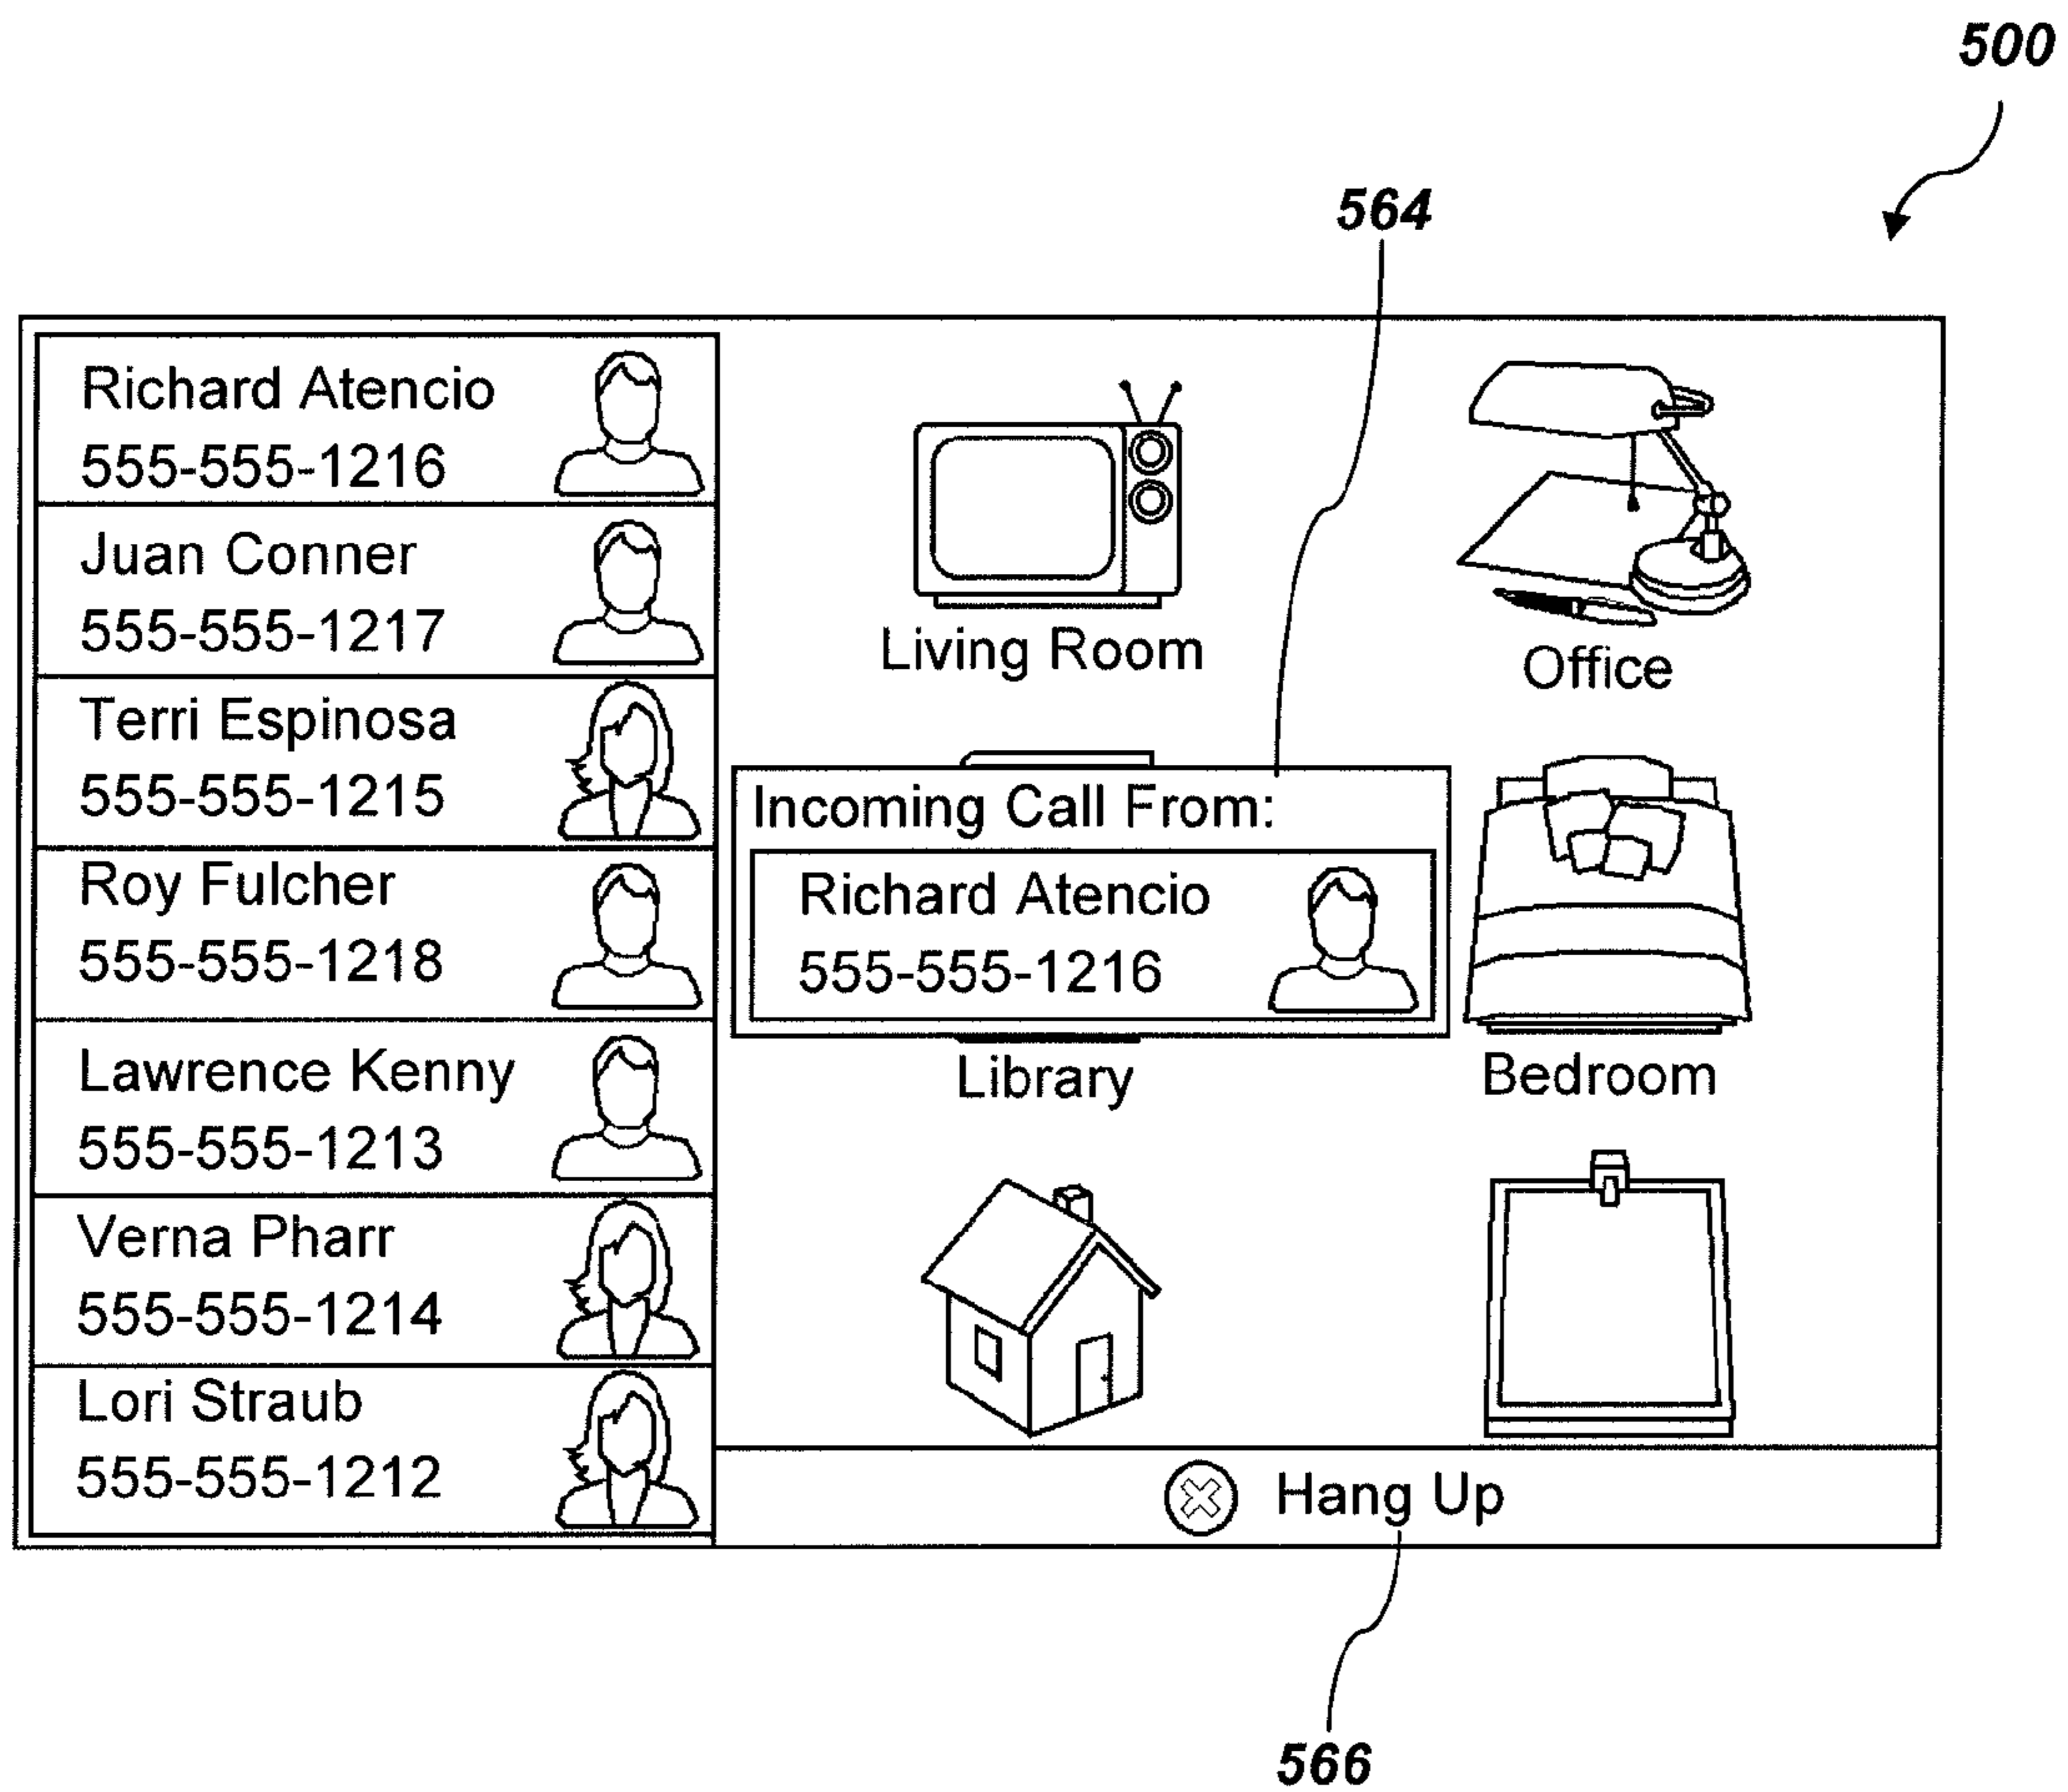 500
564
Richard Atencio
555-555-1216
Juan Conner
555-555-1217
Terri Espinosa
555-555-1215
Roy Fulcher
555-555-1218
Lawrence Kenny
555-555-1213
Verna Pharr
555-555-1214
Lori Straub
555-555-1212
Living Room
Office
Incoming Call From:
Richard Atencio
555-555-1216
Library
Bedroom
Hang Up
566